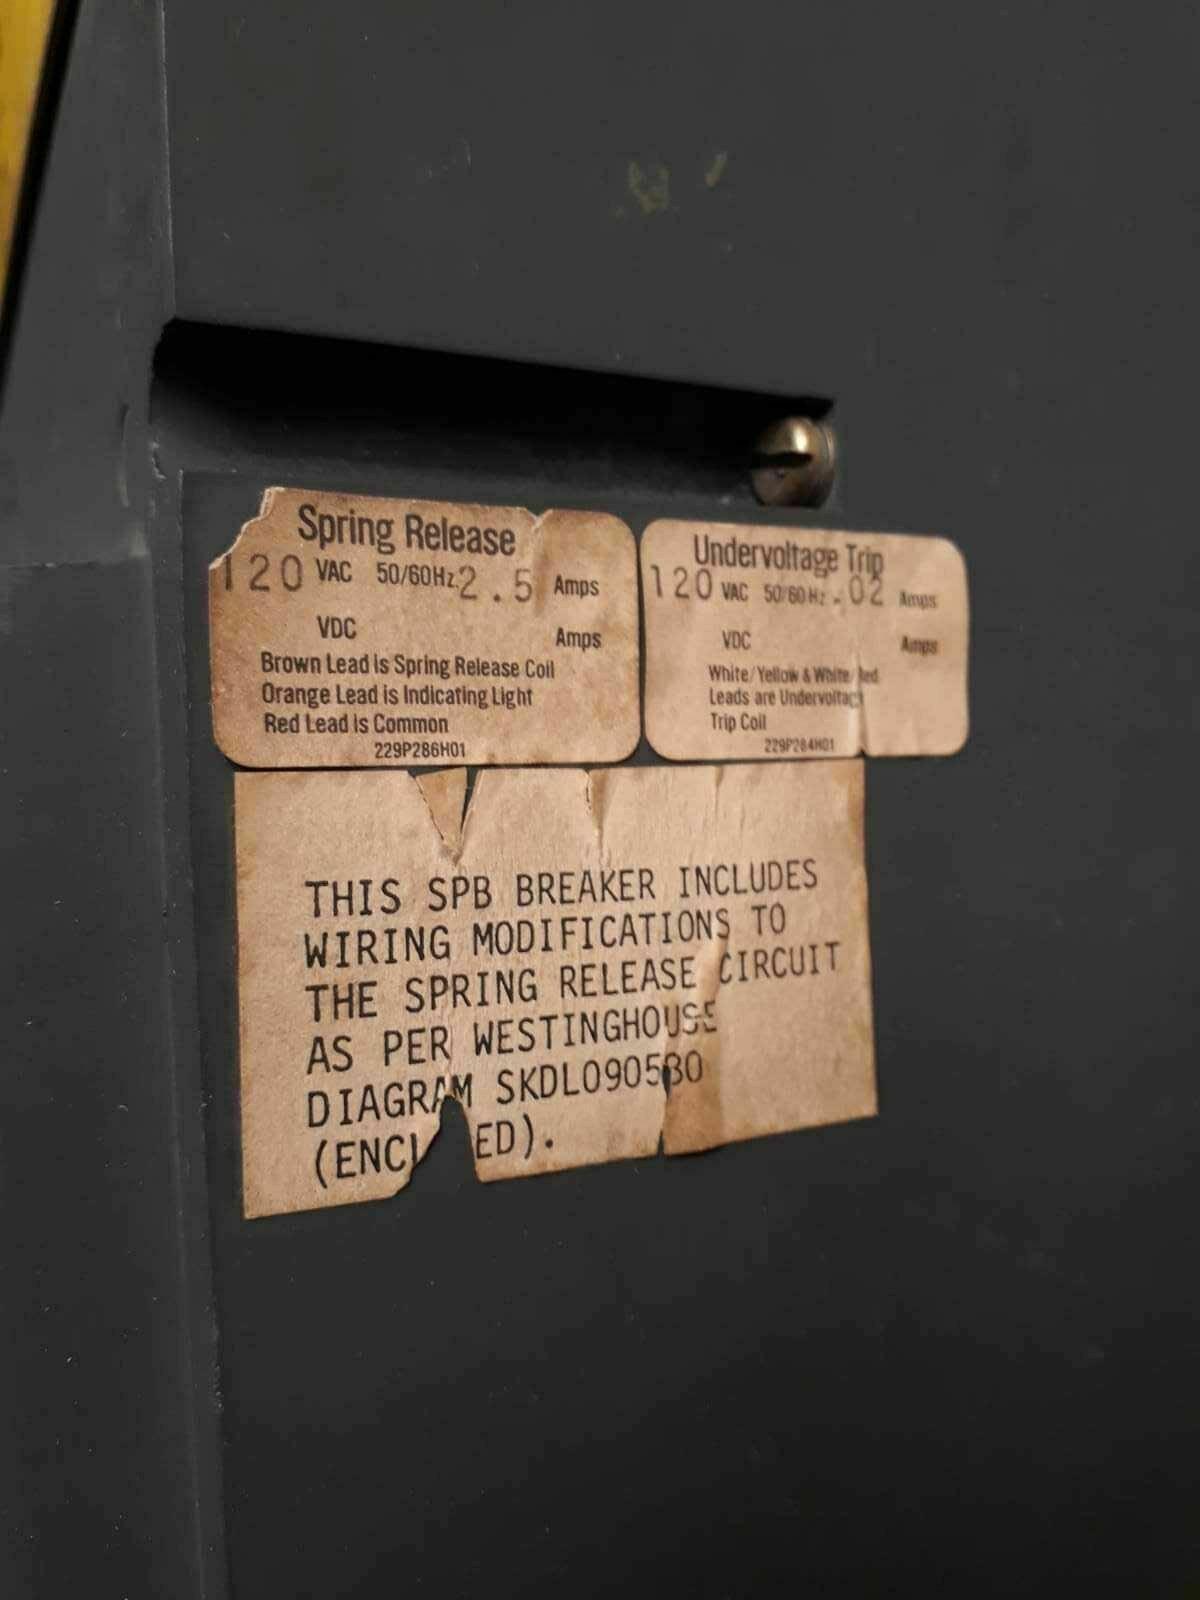 Spring Release
120 VAC 50/60Hz 2.5 Amps
VDC Amps
Brown Lead is Spring Release Coil
Orange Lead is Indicating Light
Red Lead is Common
229P286H01
Undervoltage Trip
120 VAC 50/60 Hz .02 Amps
VDC Amps
White/Yellow & White/Red
Leads are Undervoltage
Trip Coil
229P284H01
THIS SPB BREAKER INCLUDES
WIRING MODIFICATIONS TO
THE SPRING RELEASE CIRCUIT
AS PER WESTINGHOUSE
DIAGRAM